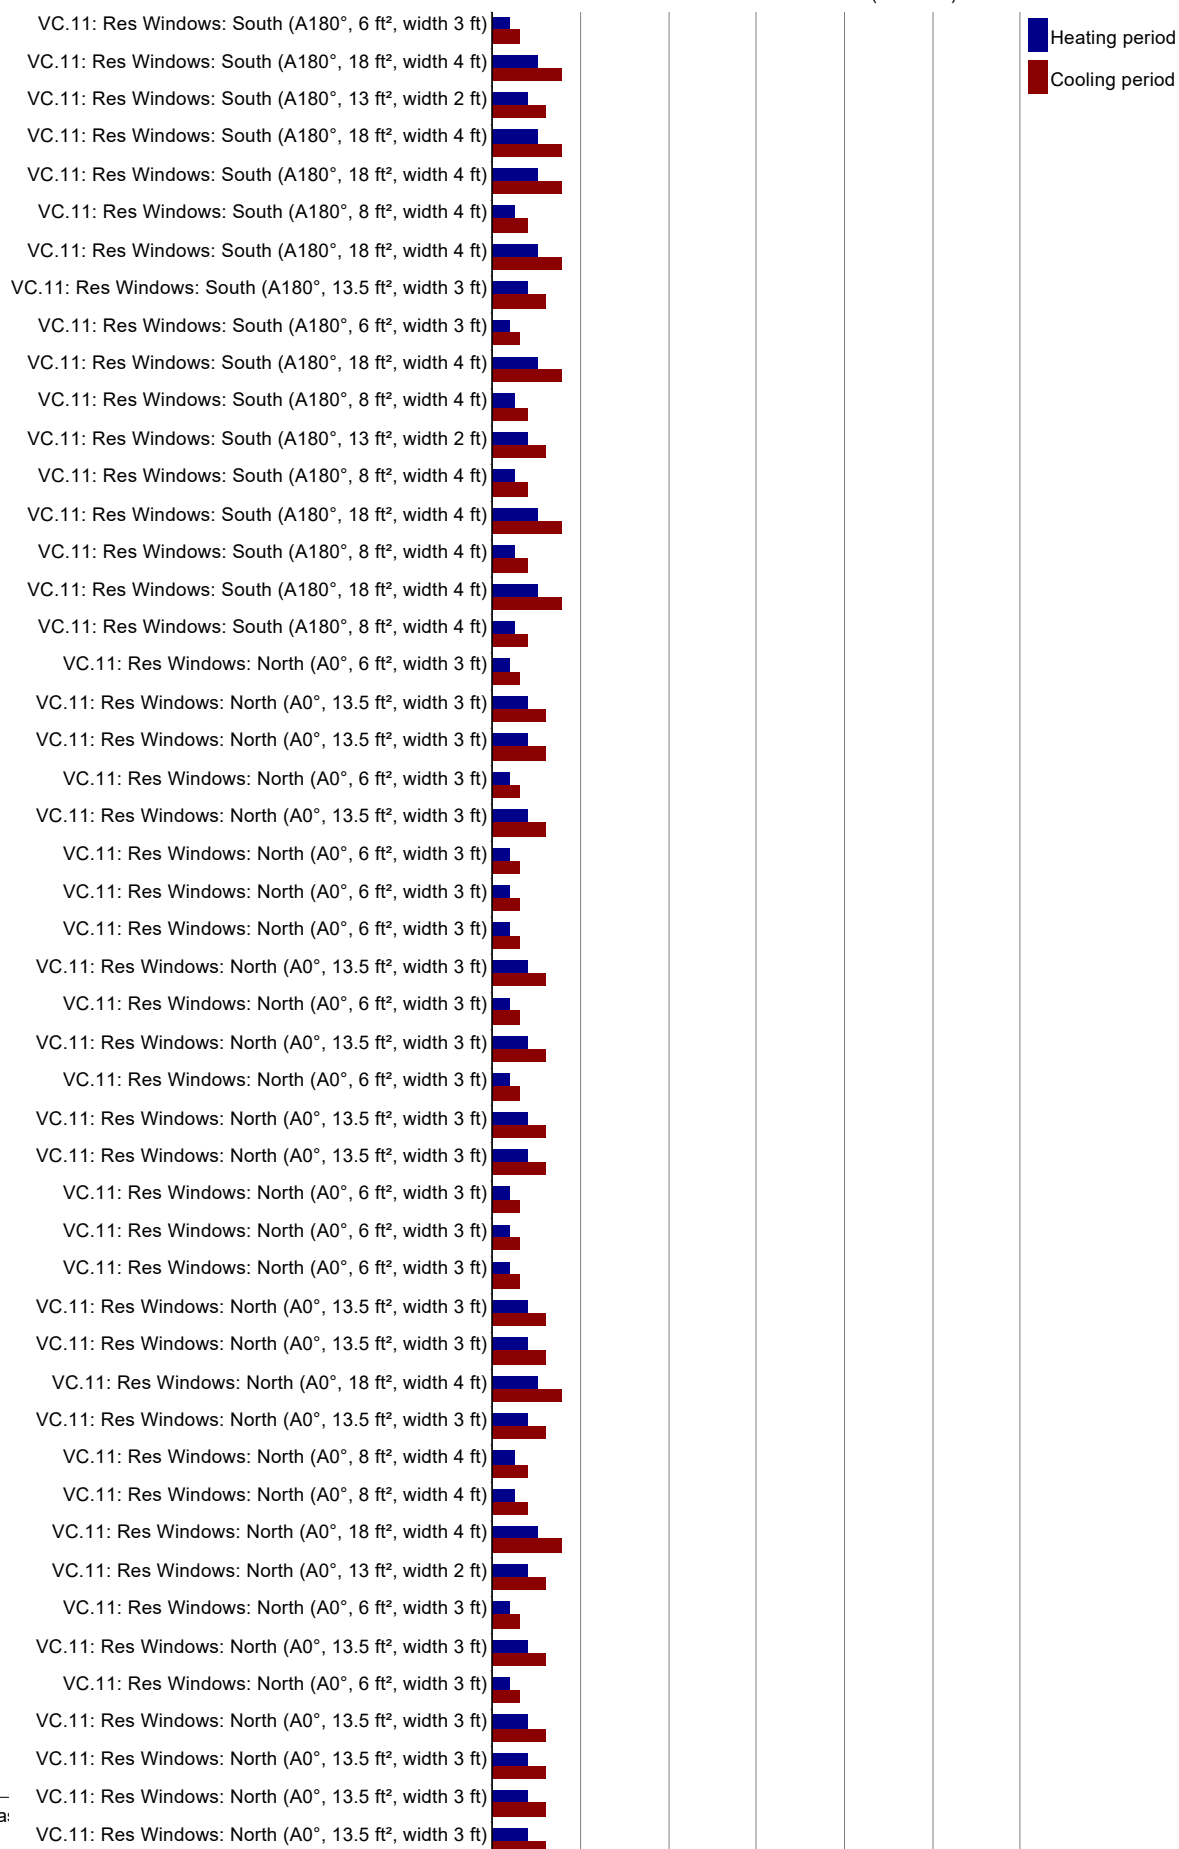 VC.11: Res Windows: South (A180°, 6 ft², width 3 ft)
Heating period
VC.11: Res Windows: South (A180°, 18 ft², width 4 ft)
Cooling period
VC.11: Res Windows: South (A180°, 13 ft², width 2 ft)
VC.11: Res Windows: South (A180°, 18 ft², width 4 ft)
VC.11: Res Windows: South (A180°, 18 ft², width 4 ft)
VC.11: Res Windows: South (A180°, 8 ft², width 4 ft)
VC.11: Res Windows: South (A180°, 18 ft², width 4 ft)
VC.11: Res Windows: South (A180°, 13.5 ft², width 3 ft)
VC.11: Res Windows: South (A180°, 6 ft², width 3 ft)
VC.11: Res Windows: South (A180°, 18 ft², width 4 ft)
VC.11: Res Windows: South (A180°, 8 ft², width 4 ft)
VC.11: Res Windows: South (A180°, 13 ft², width 2 ft)
VC.11: Res Windows: South (A180°, 8 ft², width 4 ft)
VC.11: Res Windows: South (A180°, 18 ft², width 4 ft)
VC.11: Res Windows: South (A180°, 8 ft², width 4 ft)
VC.11: Res Windows: South (A180°, 18 ft², width 4 ft)
VC.11: Res Windows: South (A180°, 8 ft², width 4 ft)
VC.11: Res Windows: North (A0°, 6 ft², width 3 ft)
VC.11: Res Windows: North (A0°, 13.5 ft², width 3 ft)
VC.11: Res Windows: North (A0°, 13.5 ft², width 3 ft)
VC.11: Res Windows: North (A0°, 6 ft², width 3 ft)
VC.11: Res Windows: North (A0°, 13.5 ft², width 3 ft)
VC.11: Res Windows: North (A0°, 6 ft², width 3 ft)
VC.11: Res Windows: North (A0°, 6 ft², width 3 ft)
VC.11: Res Windows: North (A0°, 6 ft², width 3 ft)
VC.11: Res Windows: North (A0°, 13.5 ft², width 3 ft)
VC.11: Res Windows: North (A0°, 6 ft², width 3 ft)
VC.11: Res Windows: North (A0°, 13.5 ft², width 3 ft)
VC.11: Res Windows: North (A0°, 6 ft², width 3 ft)
VC.11: Res Windows: North (A0°, 13.5 ft², width 3 ft)
VC.11: Res Windows: North (A0°, 13.5 ft², width 3 ft)
VC.11: Res Windows: North (A0°, 6 ft², width 3 ft)
VC.11: Res Windows: North (A0°, 6 ft², width 3 ft)
VC.11: Res Windows: North (A0°, 6 ft², width 3 ft)
VC.11: Res Windows: North (A0°, 13.5 ft², width 3 ft)
VC.11: Res Windows: North (A0°, 13.5 ft², width 3 ft)
VC.11: Res Windows: North (A0°, 18 ft², width 4 ft)
VC.11: Res Windows: North (A0°, 13.5 ft², width 3 ft)
VC.11: Res Windows: North (A0°, 8 ft², width 4 ft)
VC.11: Res Windows: North (A0°, 8 ft², width 4 ft)
VC.11: Res Windows: North (A0°, 18 ft², width 4 ft)
VC.11: Res Windows: North (A0°, 13 ft², width 2 ft)
VC.11: Res Windows: North (A0°, 6 ft², width 3 ft)
VC.11: Res Windows: North (A0°, 13.5 ft², width 3 ft)
VC.11: Res Windows: North (A0°, 6 ft², width 3 ft)
VC.11: Res Windows: North (A0°, 13.5 ft², width 3 ft)
VC.11: Res Windows: North (A0°, 13.5 ft², width 3 ft)
VC.11: Res Windows: North (A0°, 13.5 ft², width 3 ft)
VC.11: Res Windows: North (A0°, 13.5 ft², width 3 ft)